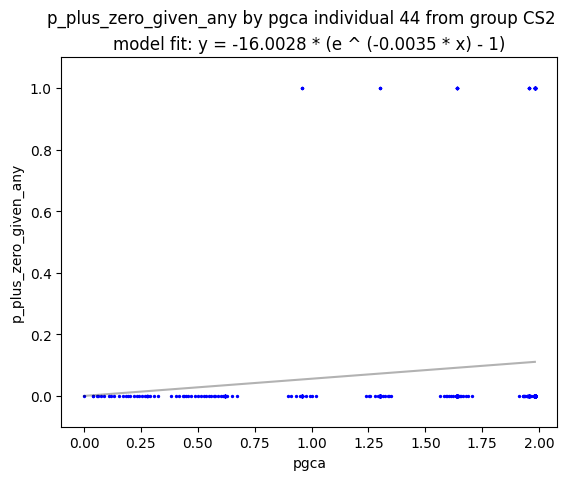 p_plus_zero_given_any by pgca individual 44 from group CS2
model fit: y = -16.0028 * (e ^ (-0.0035 * x) - 1)
1.0
0.8
0.6
0.4
0.2
0.0
p_plus_zero_given_any
0.00 0.25 0.50 0.75 1.00 1.25 1.50 1.75 2.00
pgca